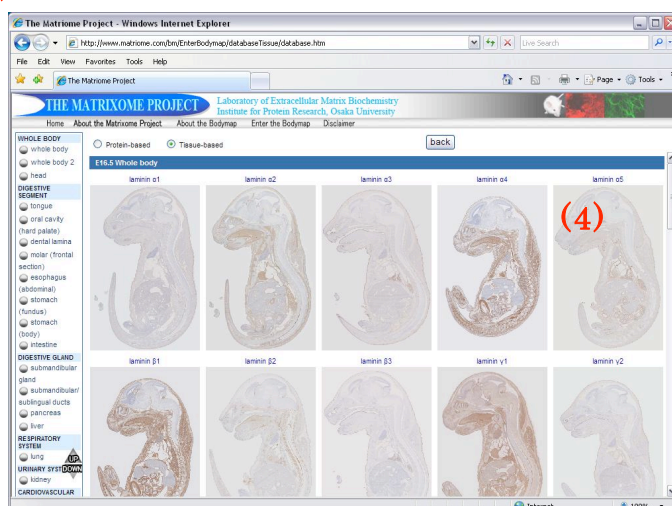 The Matriome Project - Windows Internet Explorer
http://www.matriome.com/bm/EnterBodymap/databaseTissue/database.htm
Live Search
File Edit View Favorites Tools Help
The Matriome Project
Page Tools
THE MATRIXOME PROJECT
Laboratory of Extracellular Matrix Biochemistry
Institute for Protein Research, Osaka University
Home About the Matrixome Project About the Bodymap Enter the Bodymap Disclaimer
Protein-based Tissue-based back
E16.5 Whole body
WHOLE BODY
whole body
whole body 2
head
DIGESTIVE
SEGMENT
tongue
oral cavity
(hard palate)
dental lamina
molar (frontal
section)
esophagus
(abdominal)
stomach
(fundus)
stomach
(body)
intestine
DIGESTIVE GLAND
submandibular
gland
submandibular/
sublingual ducts
pancreas
liver
RESPIRATORY
SYSTEM
lung
UP
URINARY SYST
DOWN
kidney
CARDIOVASCULAR
laminin α1 laminin α2 laminin α3 laminin α4 laminin α5
(4)
laminin β1 laminin β2 laminin β3 laminin γ1 laminin γ2
Internet
100%